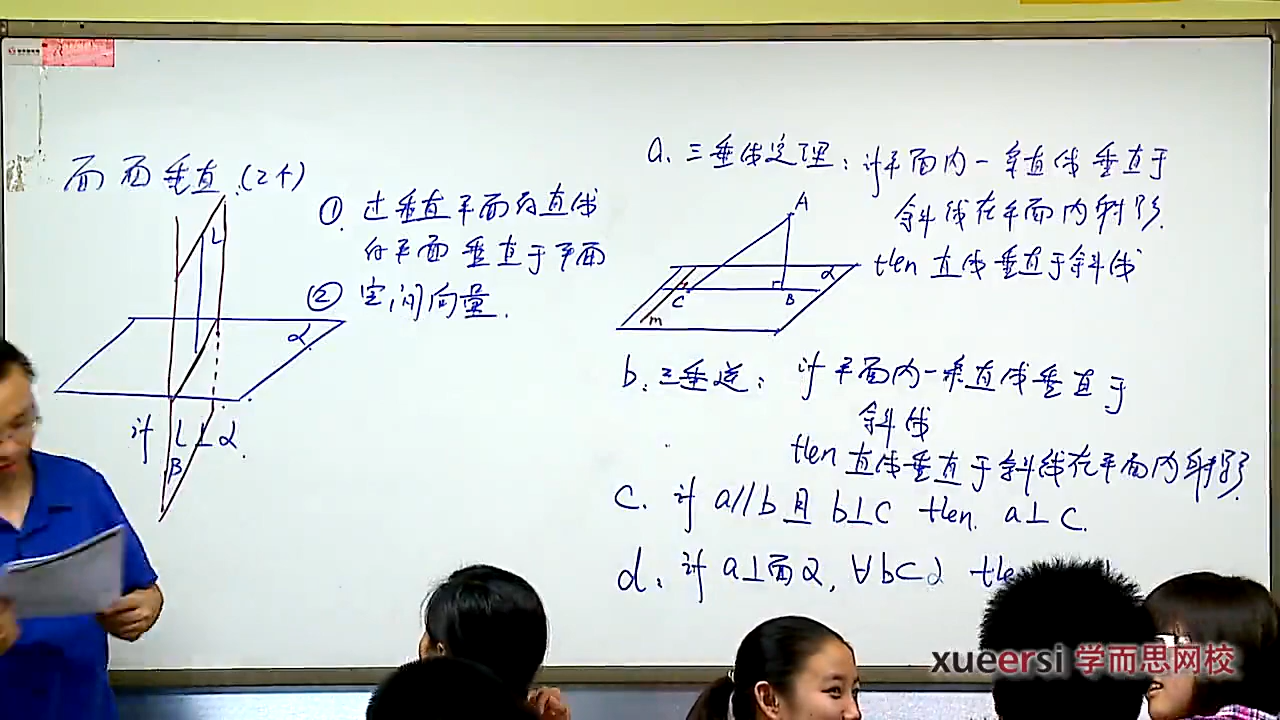 面面垂直 (2个)
① 过垂直平面的直线
的平面 垂直于平面
② 空间向量.
L
α
if L⊥α.
β
a. 三垂线定理: if 平面内一条直线 垂直于
斜线在平面内射影.
then 直线垂直于斜线
A
α
C
B
m
b. 三垂逆: if 平面内一条直线垂直于
斜线
then 直线垂直于斜线在平面内射影.
c. if a//b 且 b⊥c then. a⊥c.
d. if a⊥面α, ∀b⊂α
xueersi 学而思网校